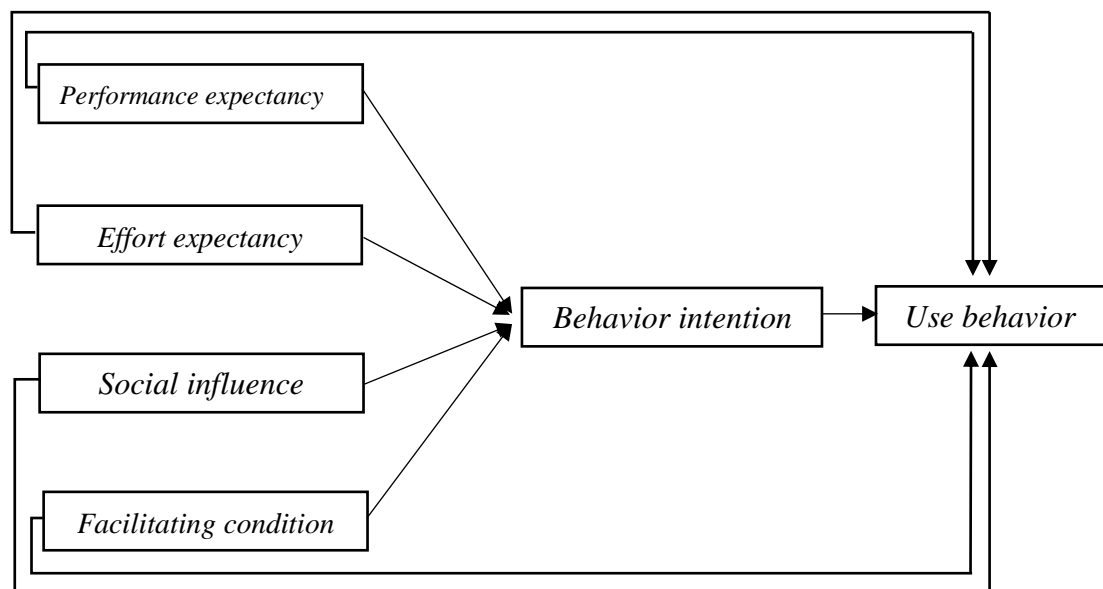 Performance expectancy
Effort expectancy
Behavior intention
Use behavior
Social influence
Facilitating condition